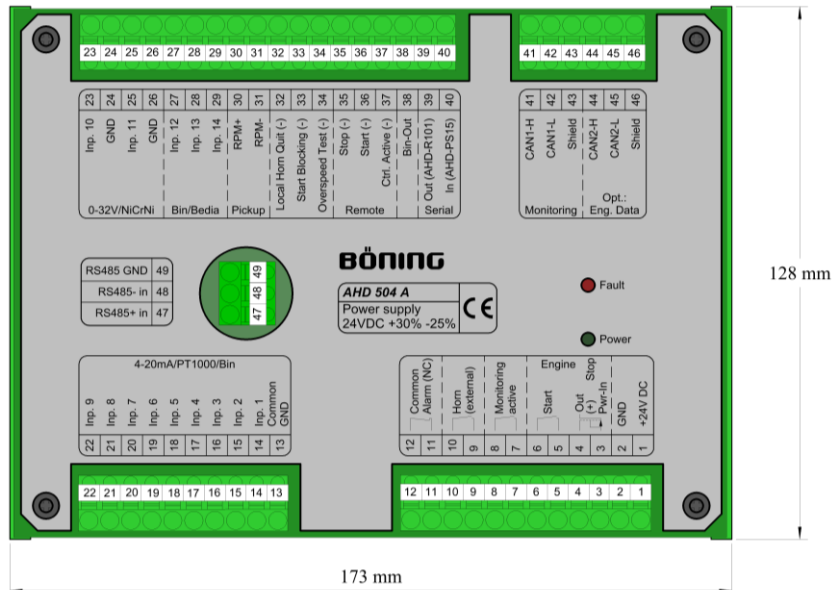 23 24 25 26 27 28 29 30 31 32 33 34 35 36 37 38 39 40
41 42 43 44 45 46
23 24 25 26 27 28 29 30 31 32 33 34 35 36 37 38 39 40
Inp. 10
GND
Inp. 11
GND
Inp. 12
Inp. 13
Inp. 14
RPM+
RPM-
Local Horn Quit (-)
Start Blocking (-)
Overspeed Test (-)
Stop (-)
Start (-)
Ctrl. Active (-)
Bin-Out
Out (AHD-R101)
In (AHD-PS15)
0-32V/NiCrNi
Bin/Bedia
Pickup
Remote
Serial
41 42 43 44 45 46
CAN1-H
CAN1-L
Shield
CAN2-H
CAN2-L
Shield
Monitoring
Opt.:
Eng. Data
RS485 GND 49
RS485- in 48
RS485+ in 47
49
48
47
BÖNING
AHD 504 A
Power supply
24VDC +30% -25%
CE
Fault
Power
128 mm
4-20mA/PT1000/Bin
Inp. 9
Inp. 8
Inp. 7
Inp. 6
Inp. 5
Inp. 4
Inp. 3
Inp. 2
Inp. 1
Common
GND
22 21 20 19 18 17 16 15 14 13
Engine
Common
Alarm (NC)
Horn
(external)
Monitoring
active
Start
Stop
Out
(+)
Pwr-In
GND
+24V DC
12 11 10 9 8 7 6 5 4 3 2 1
22 21 20 19 18 17 16 15 14 13
12 11 10 9 8 7 6 5 4 3 2 1
173 mm